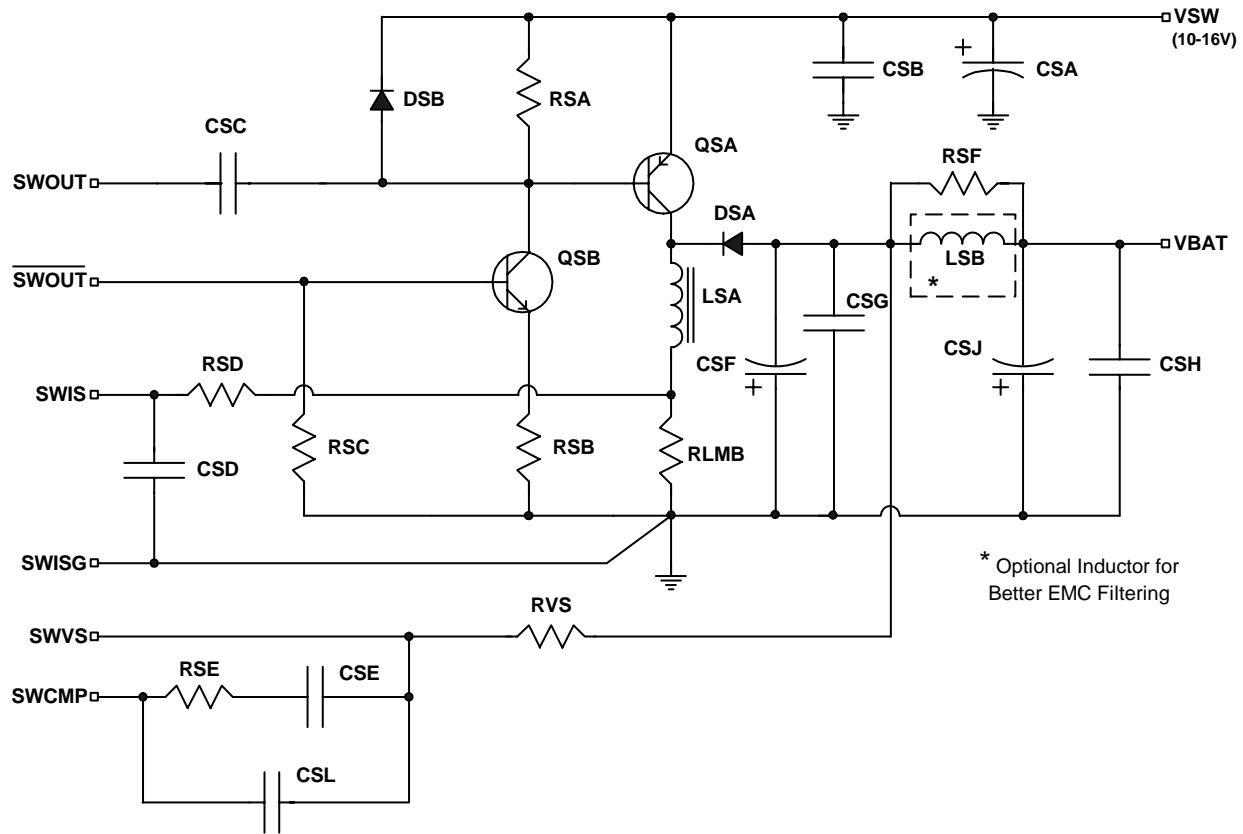 VSW
(10-16V)
CSB
CSA
DSB
RSA
CSC
QSA
RSF
SWOUT
DSA
VBAT
LSB
*
SWOUT
QSB
LSA
CSG
CSF
CSJ
CSH
RSD
SWIS
RSC
RSB
RLMB
CSD
SWISG
* Optional Inductor for
Better EMC Filtering
RVS
SWVS
RSE
CSE
SWCMP
CSL